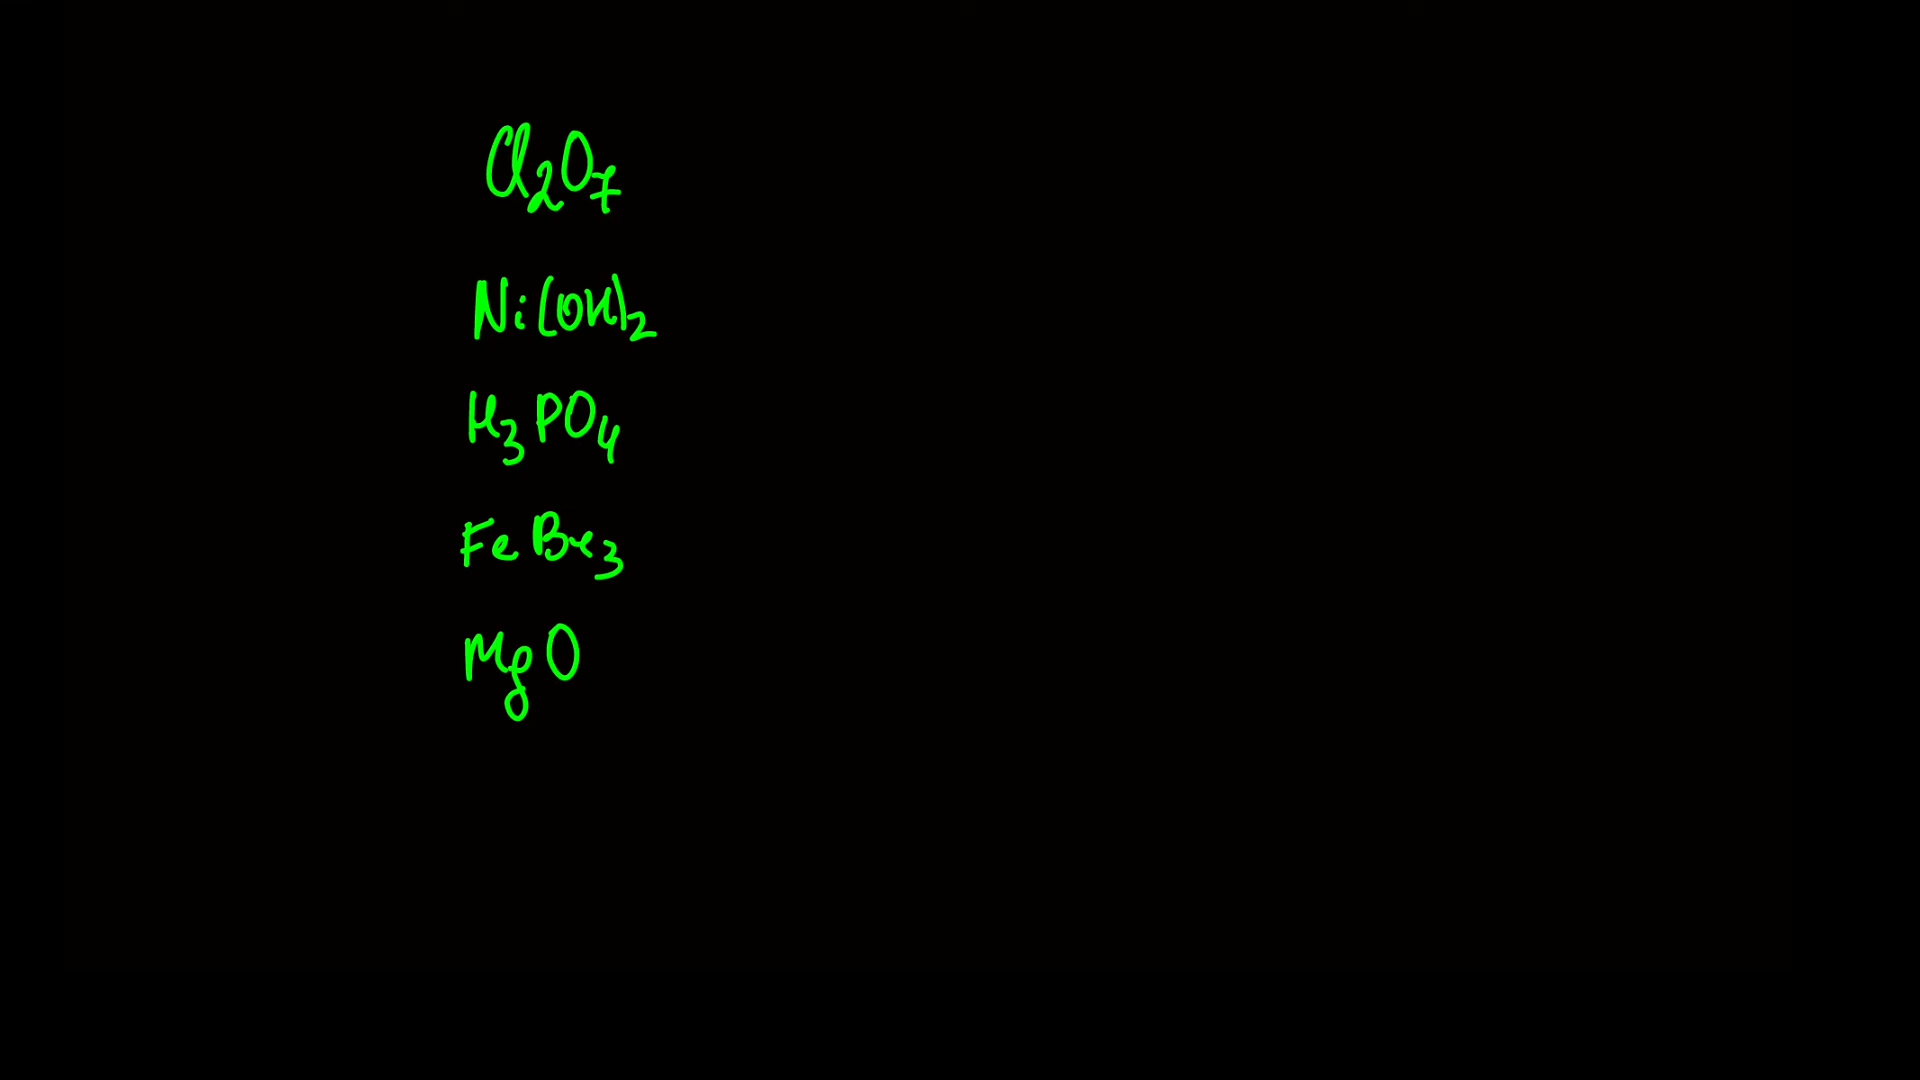 Cl₂O₇
Ni(OH)₂
H₃PO₄
FeBr₃
MgO